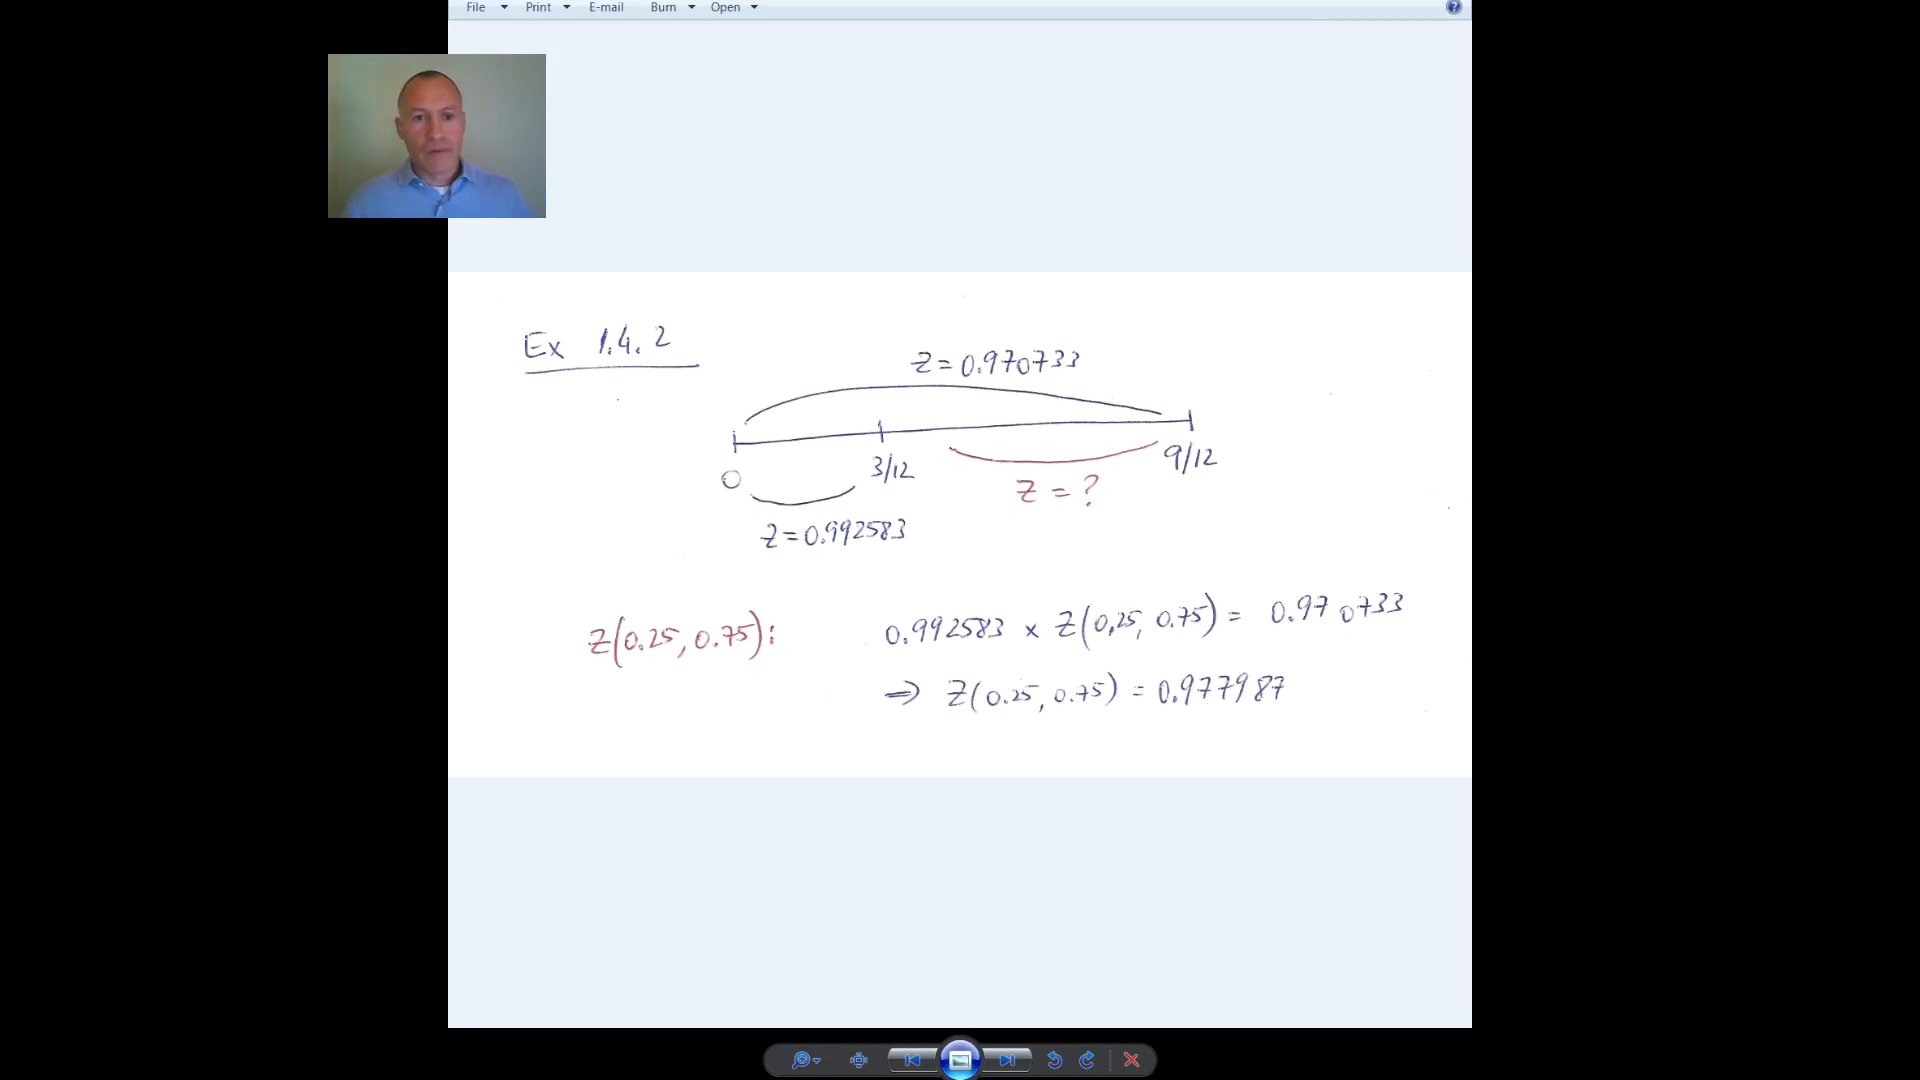 File Print E-mail Burn Open
Ex 1.4.2
Z = 0.970733
0 3/12 9/12
Z = ?
Z = 0.992583
Z(0.25, 0.75): 0.992583 x Z(0,25, 0.75) = 0.970733
⇒ Z(0.25, 0.75) = 0.977987